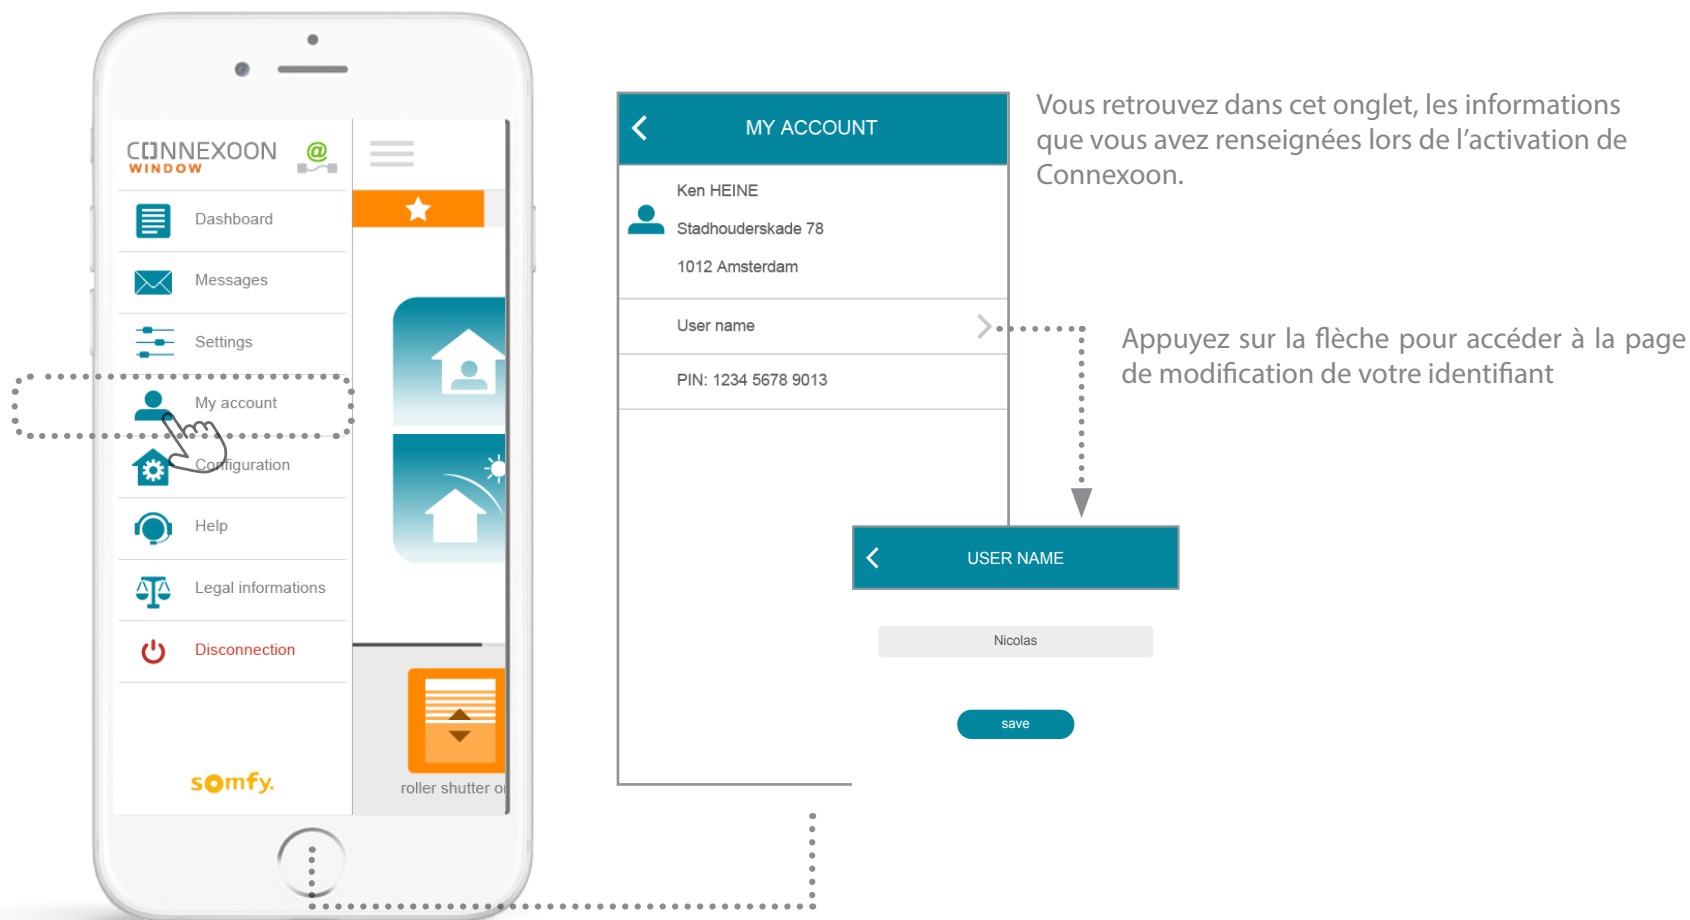 CONNEXOON
WINDOW
@
Dashboard
Messages
Settings
My account
Configuration
Help
Legal informations
Disconnection
somfy.
roller shutter
MY ACCOUNT
Ken HEINE
Stadhouderskade 78
1012 Amsterdam
User name
PIN: 1234 5678 9013
Vous retrouvez dans cet onglet, les informations
que vous avez renseignées lors de l’activation de
Connexoon.
Appuyez sur la flèche pour accéder à la page
de modification de votre identifiant
USER NAME
Nicolas
save